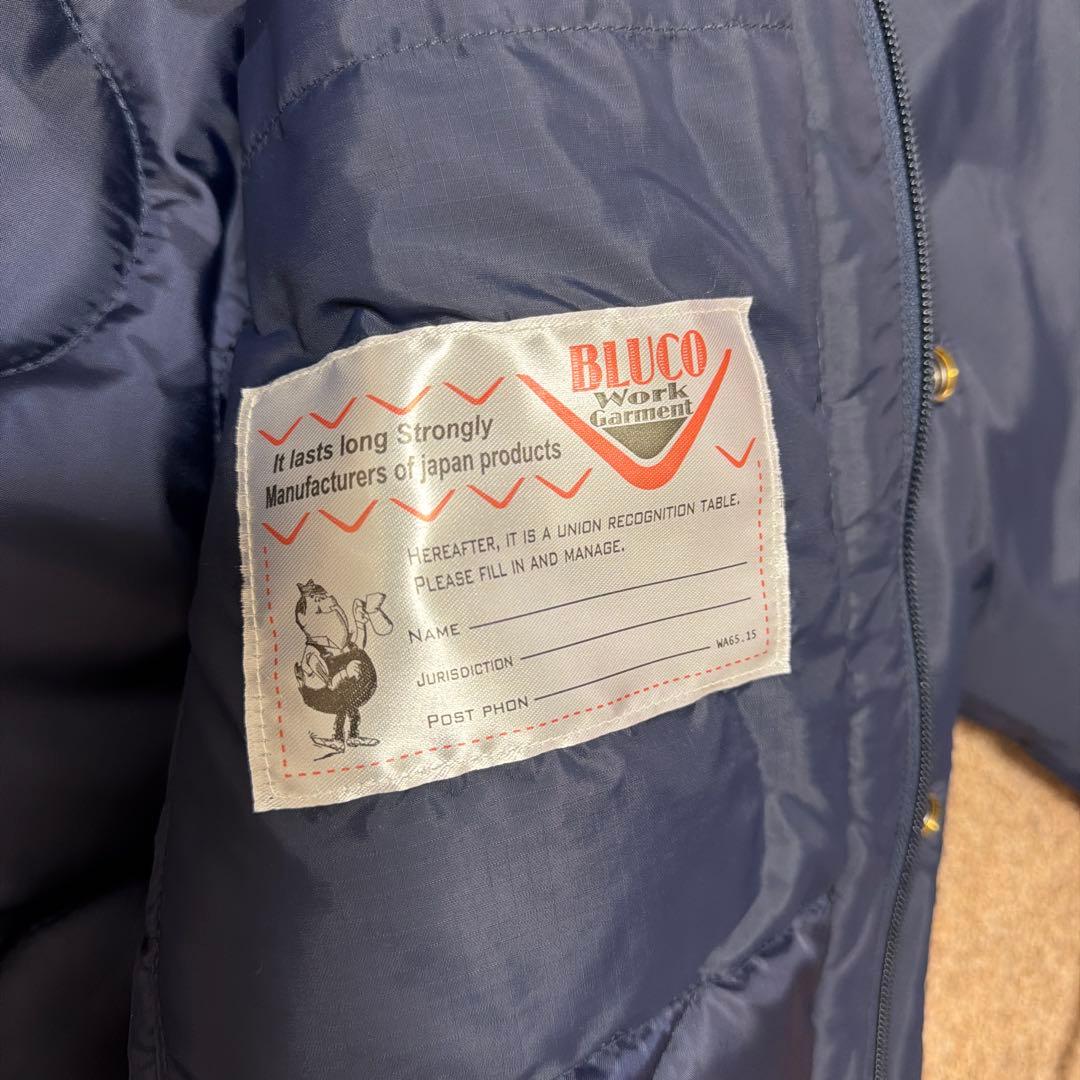 BLUCO
Work
Garment
It lasts long Strongly
Manufacturers of japan products
HEREAFTER, IT IS A UNION RECOGNITION TABLE.
PLEASE FILL IN AND MANAGE.
NAME
JURISDICTION
WA65.15
POST PHON